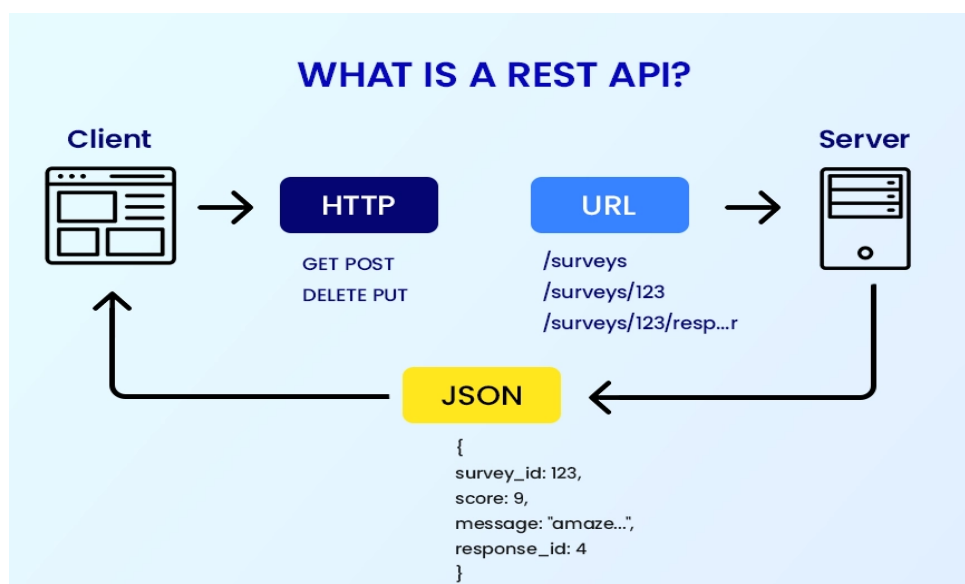 WHAT IS A REST API?
Client
Server
HTTP
URL
GET POST
DELETE PUT
/surveys
/surveys/123
/surveys/123/resp...r
JSON
{
survey_id: 123,
score: 9,
message: "amaze...",
response_id: 4
}